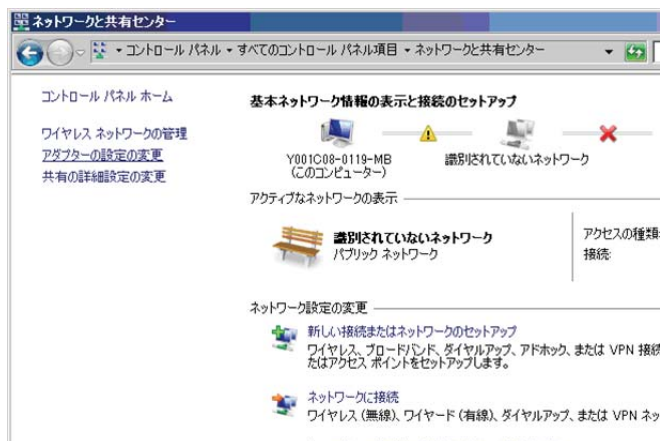 ネットワークと共有センター
コントロール パネル ▾ すべてのコントロール パネル項目 ▾ ネットワークと共有センター
コントロール パネル ホーム
ワイヤレス ネットワークの管理
アダプターの設定の変更
共有の詳細設定の変更
基本ネットワーク情報の表示と接続のセットアップ
Y001C08-0119-MB
(このコンピューター)
識別されていないネットワーク
アクティブなネットワークの表示
識別されていないネットワーク
パブリック ネットワーク
アクセスの種類:
接続:
ネットワーク設定の変更
新しい接続またはネットワークのセットアップ
ワイヤレス、ブロードバンド、ダイヤルアップ、アドホック、または VPN 接続
たはアクセス ポイントをセットアップします。
ネットワークに接続
ワイヤレス (無線)、ワイヤード (有線)、ダイヤルアップ、または VPN ネッ